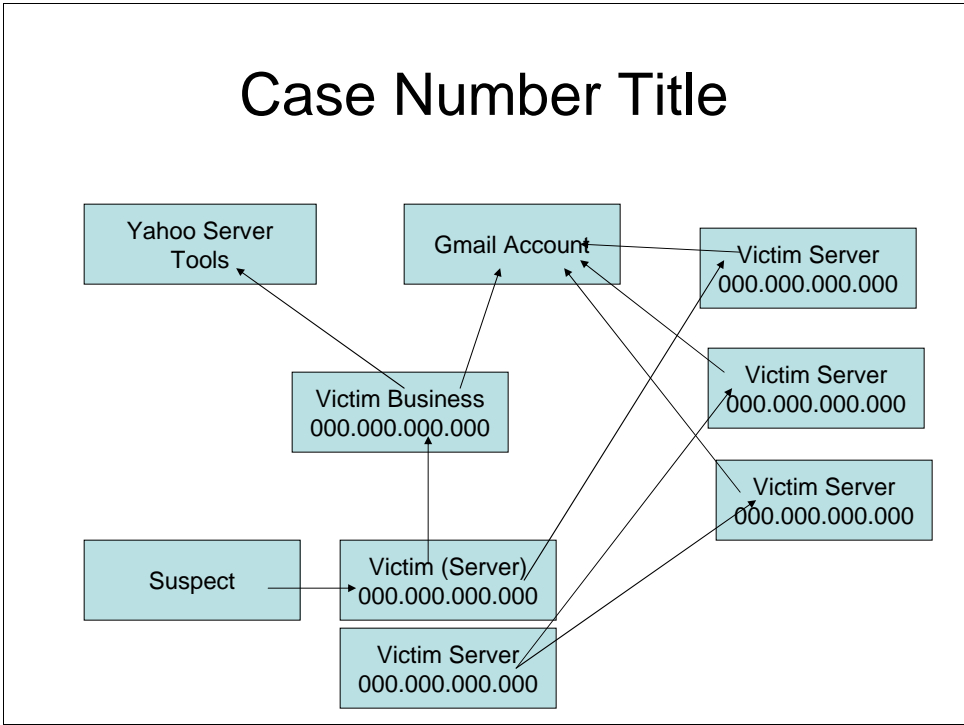 Case Number Title
Yahoo Server
Tools
Gmail Account
Victim Server
000.000.000.000
Victim Business
000.000.000.000
Victim Server
000.000.000.000
Victim Server
000.000.000.000
Suspect
Victim (Server)
000.000.000.000
Victim Server
000.000.000.000